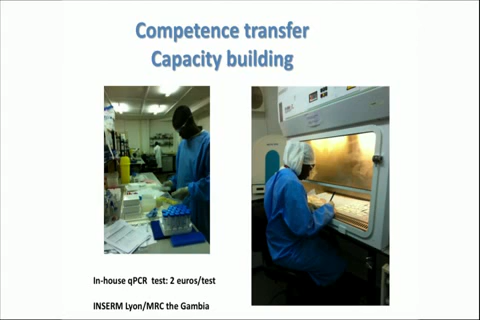 Competence transfer
Capacity building
In-house qPCR test: 2 euros/test
INSERM Lyon/MRC the Gambia